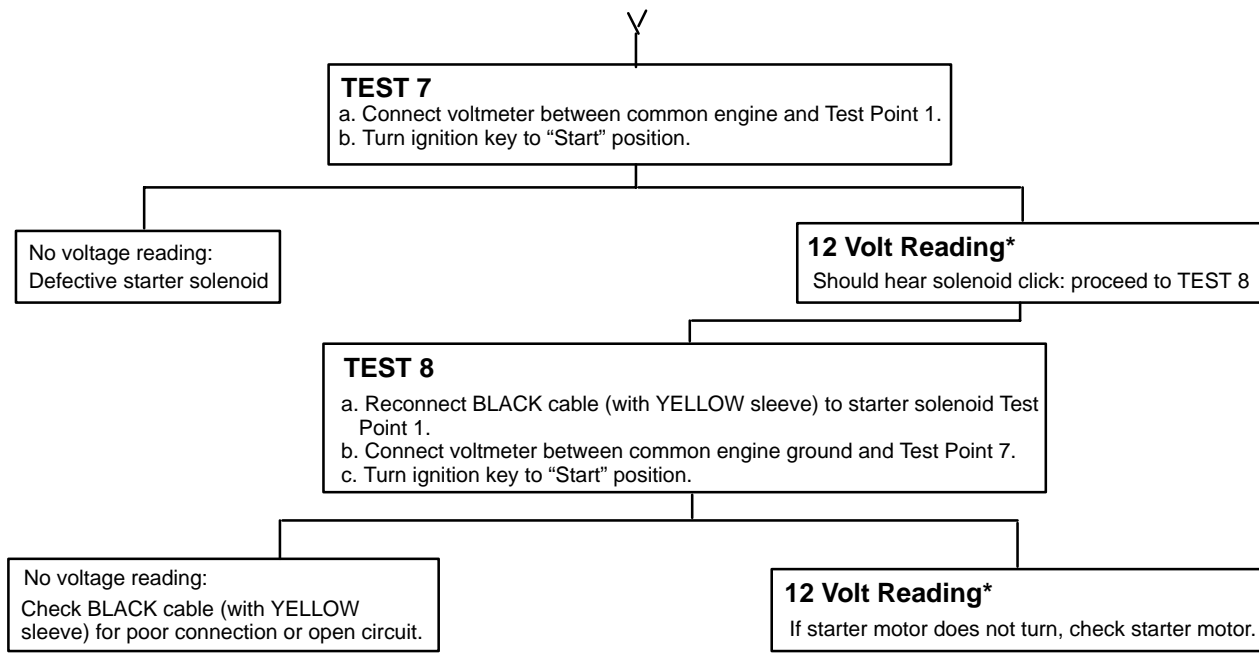 TEST 7
a. Connect voltmeter between common engine and Test Point 1.
b. Turn ignition key to “Start” position.
No voltage reading:
Defective starter solenoid
12 Volt Reading*
Should hear solenoid click: proceed to TEST 8
TEST 8
a. Reconnect BLACK cable (with YELLOW sleeve) to starter solenoid Test
Point 1.
b. Connect voltmeter between common engine ground and Test Point 7.
c. Turn ignition key to “Start” position.
No voltage reading:
Check BLACK cable (with YELLOW
sleeve) for poor connection or open circuit.
12 Volt Reading*
If starter motor does not turn, check starter motor.